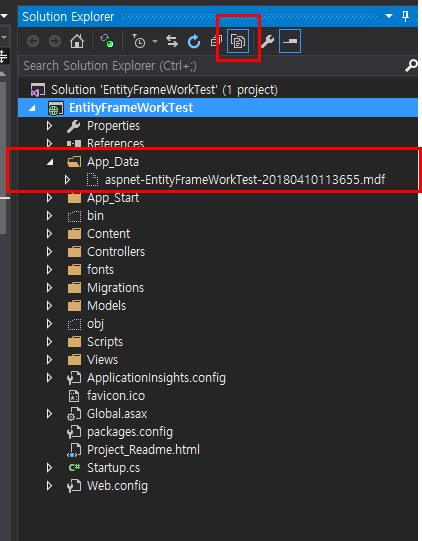 Solution Explorer
Search Solution Explorer (Ctrl+;)
Solution 'EntityFrameWorkTest' (1 project)
EntityFrameWorkTest
Properties
References
App_Data
aspnet-EntityFrameWorkTest-20180410113655.mdf
App_Start
bin
Content
Controllers
fonts
Migrations
Models
obj
Scripts
Views
ApplicationInsights.config
favicon.ico
Global.asax
packages.config
Project_Readme.html
C# Startup.cs
Web.config